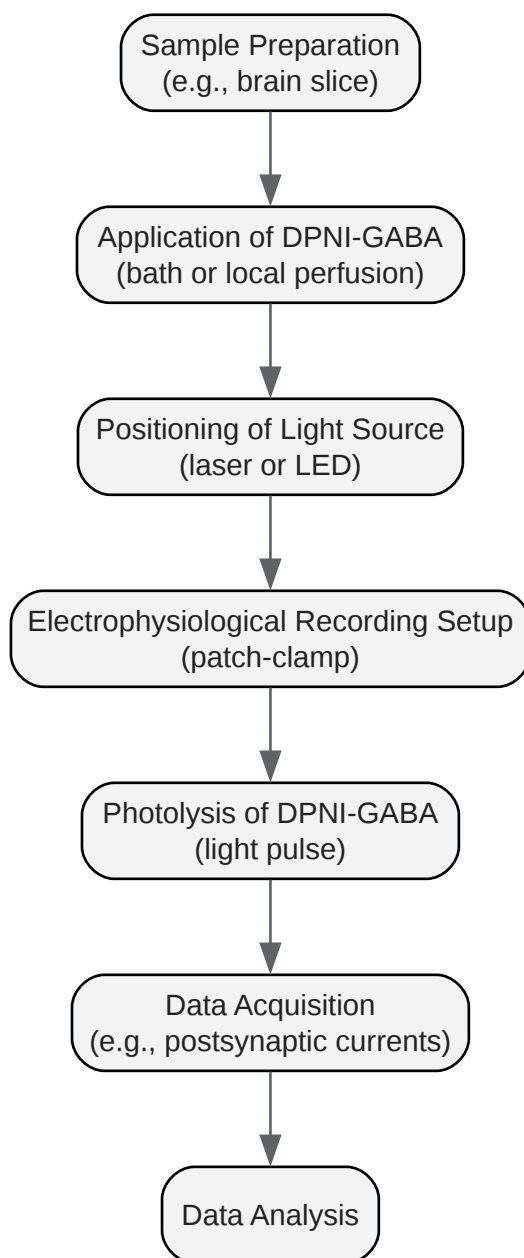 Sample Preparation
(e.g., brain slice)
Application of DPNI-GABA
(bath or local perfusion)
Positioning of Light Source
(laser or LED)
Electrophysiological Recording Setup
(patch-clamp)
Photolysis of DPNI-GABA
(light pulse)
Data Acquisition
(e.g., postsynaptic currents)
Data Analysis